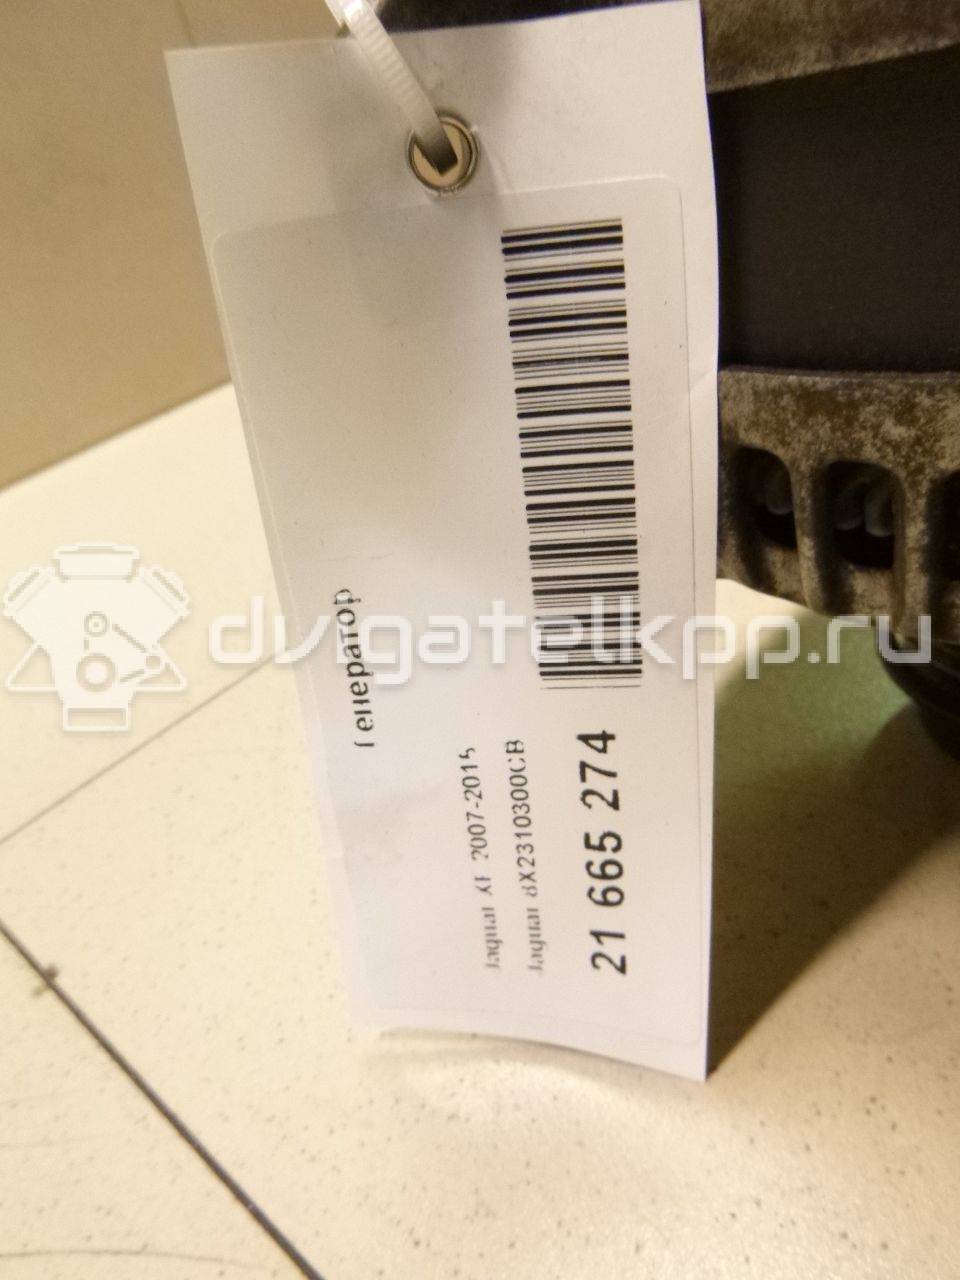 Генератор
Jaguar XF 2007-2015
Jaguar 8X2310300CB
21 665 274
dvigatelkpp.ru